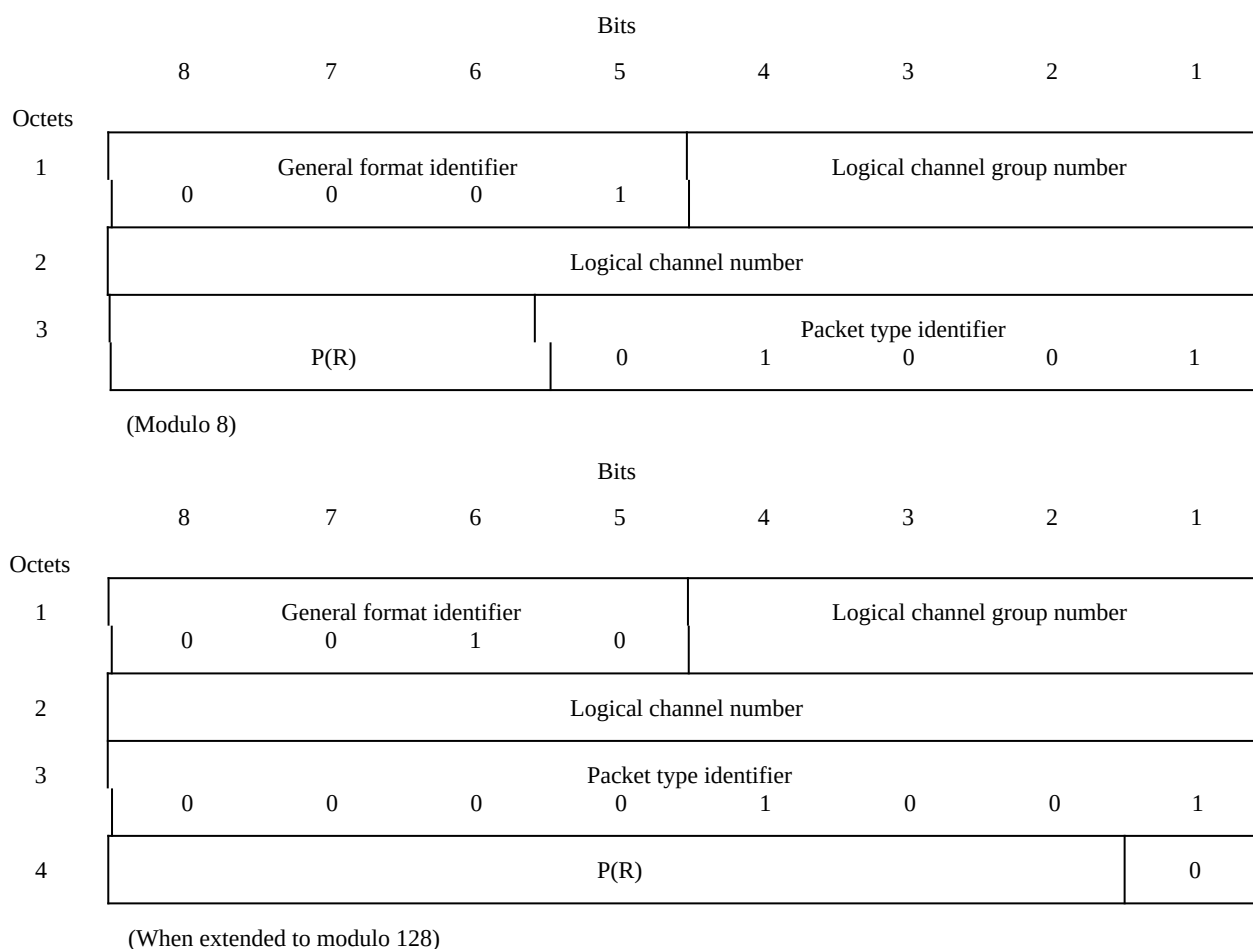 Bits
8 7 6 5 4 3 2 1
Octets
1 General format identifier Logical channel group number
0 0 0 1
2 Logical channel number
3 Packet type identifier
P(R) 0 1 0 0 1
(Modulo 8)
Bits
8 7 6 5 4 3 2 1
Octets
1 General format identifier Logical channel group number
0 0 1 0
2 Logical channel number
3 Packet type identifier
0 0 0 0 1 0 0 1
4 P(R) 0
(When extended to modulo 128)